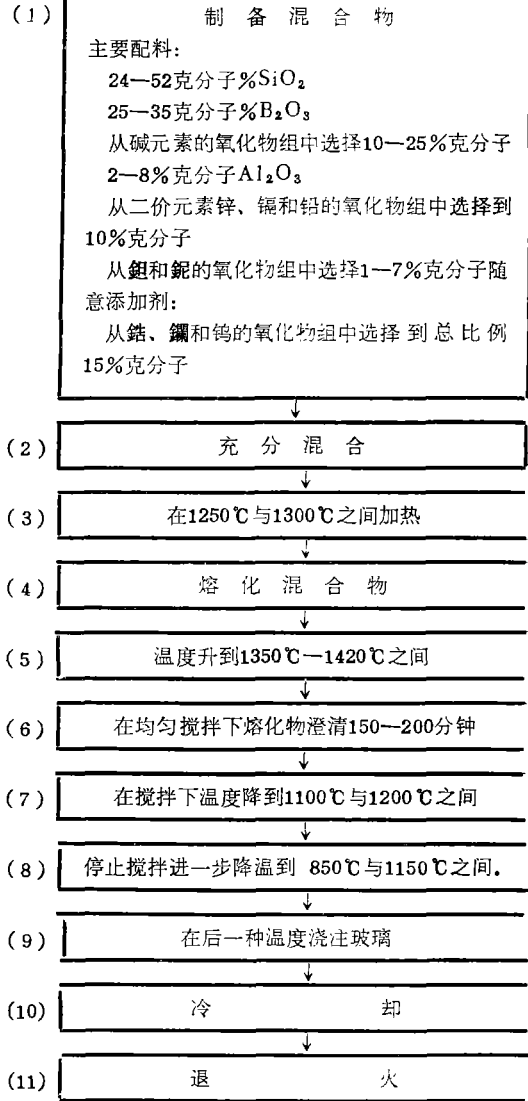 (1) 制备混合物
主要配料:
24—52克分子%SiO₂
25—35克分子%B₂O₃
从碱元素的氧化物组中选择10—25%克分子
2—8%克分子Al₂O₃
从二价元素锌、镉和铅的氧化物组中选择到
10%克分子
从鉭和鈮的氧化物组中选择1—7%克分子随
意添加剂:
从鋯、鑭和钨的氧化物组中选择到总比例
15%克分子
(2) 充分混合
(3) 在1250℃与1300℃之间加热
(4) 熔化混合物
(5) 温度升到1350℃—1420℃之间
(6) 在均匀搅拌下熔化物澄清150—200分钟
(7) 在搅拌下温度降到1100℃与1200℃之间
(8) 停止搅拌进一步降温到 850℃与1150℃之间.
(9) 在后一种温度浇注玻璃
(10) 冷却
(11) 退火